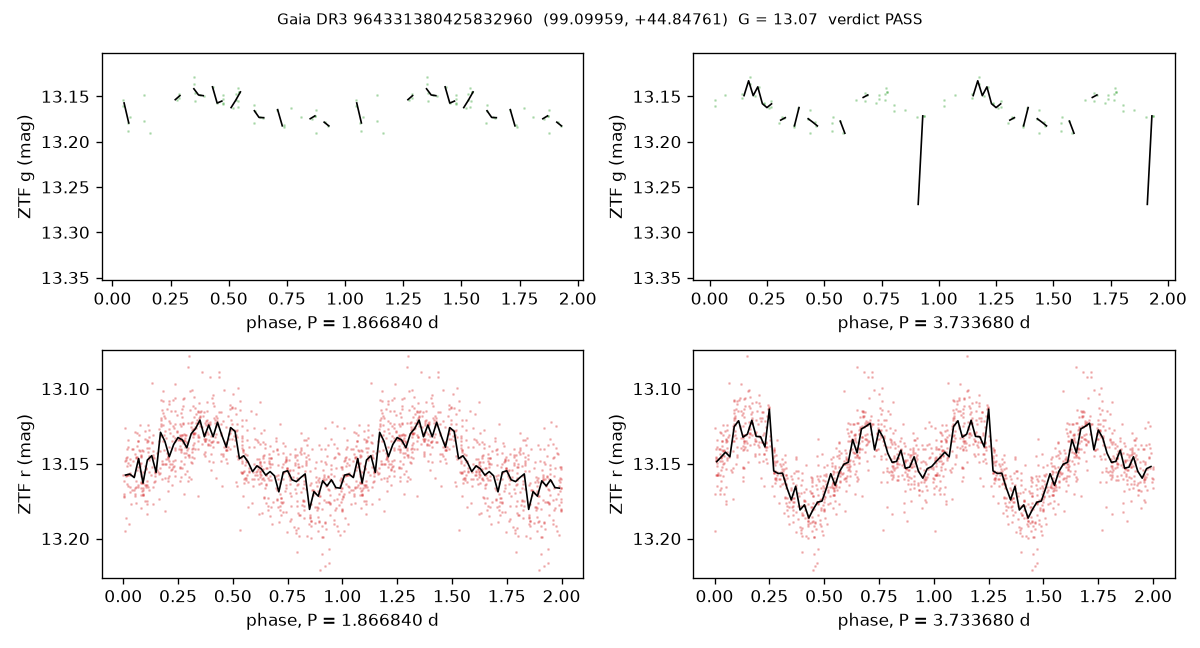 Gaia DR3 964331380425832960 (99.09959, +44.84761) G = 13.07 verdict PASS
ZTF g (mag)
13.15
13.20
13.25
13.30
13.35
0.00 0.25 0.50 0.75 1.00 1.25 1.50 1.75 2.00
phase, P = 1.866840 d
ZTF g (mag)
13.15
13.20
13.25
13.30
13.35
0.00 0.25 0.50 0.75 1.00 1.25 1.50 1.75 2.00
phase, P = 3.733680 d
ZTF r (mag)
13.10
13.15
13.20
0.00 0.25 0.50 0.75 1.00 1.25 1.50 1.75 2.00
phase, P = 1.866840 d
ZTF r (mag)
13.10
13.15
13.20
0.00 0.25 0.50 0.75 1.00 1.25 1.50 1.75 2.00
phase, P = 3.733680 d